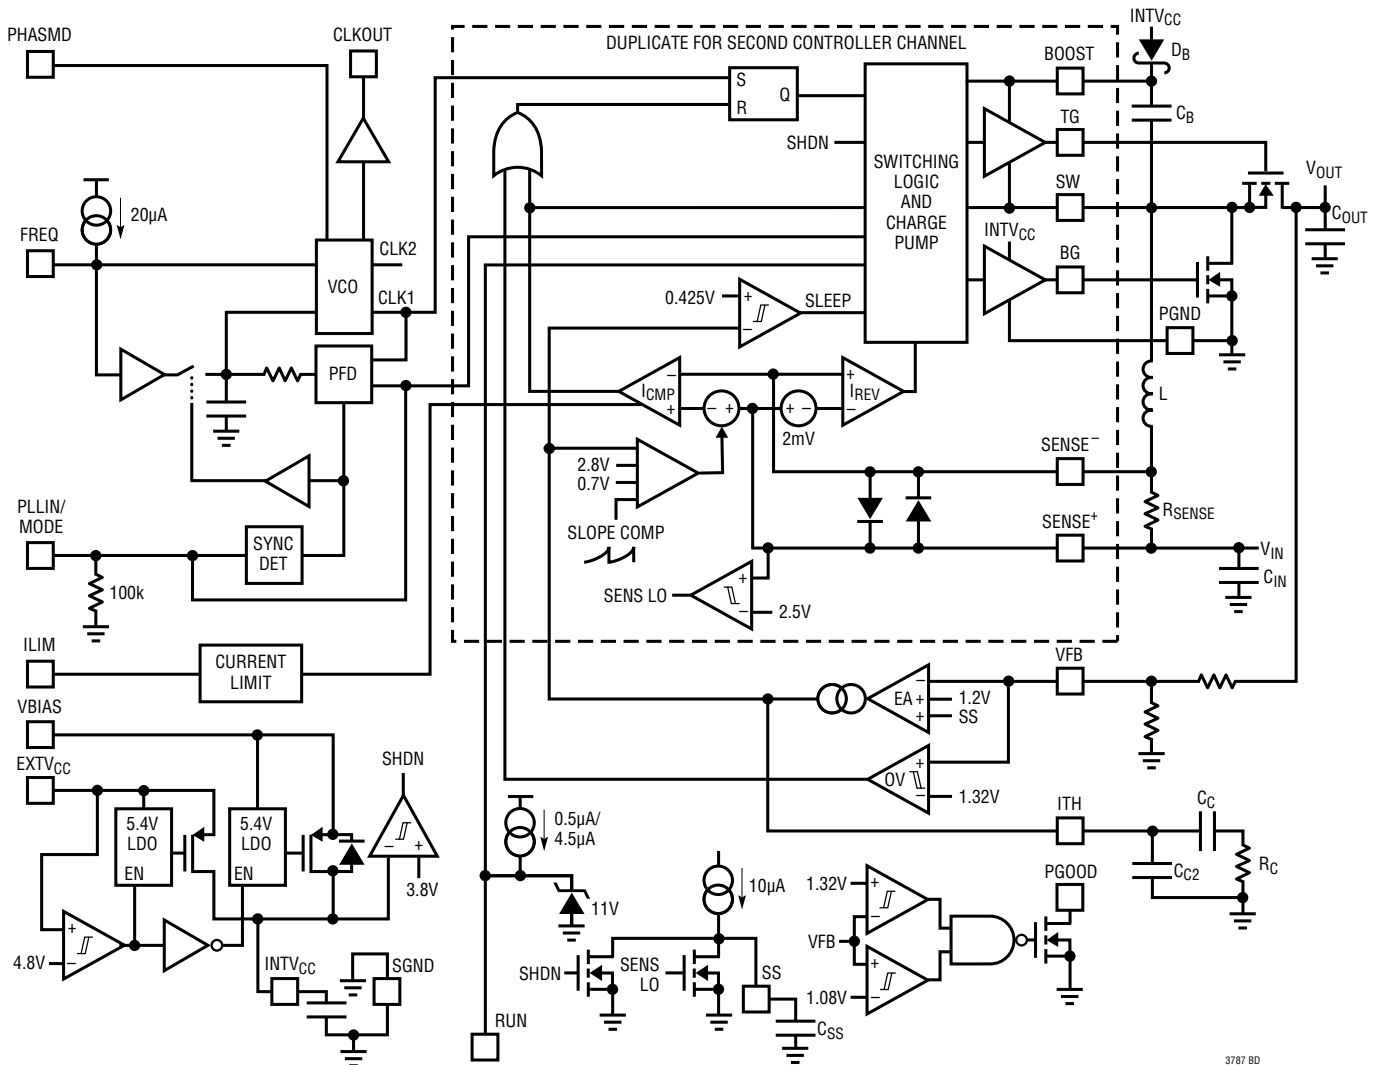 PHASMD
CLKOUT
DUPLICATE FOR SECOND CONTROLLER CHANNEL
INTVCC
DB
BOOST
CB
S
R
Q
SHDN
SWITCHING
LOGIC
AND
CHARGE
PUMP
TG
SW
VOUT
COUT
20µA
FREQ
CLK2
VCO
CLK1
INTVCC
BG
PGND
0.425V
+
–
SLEEP
PFD
–
ICMP
+
– +
+ –
2mV
+
IREV
–
L
2.8V
0.7V
SLOPE COMP
SENSE–
SENSE+
RSENSE
VIN
CIN
PLLIN/
MODE
SYNC
DET
100k
SENS LO
+
–
2.5V
ILIM
CURRENT
LIMIT
VFB
–
EA +
+
1.2V
SS
+
OV
–
1.32V
VBIAS
EXTVCC
SHDN
5.4V
LDO
EN
5.4V
LDO
EN
– +
3.8V
+
–
4.8V
INTVCC
SGND
0.5µA/
4.5µA
11V
RUN
10µA
SHDN
SENS
LO
SS
CSS
ITH
CC
CC2
RC
PGOOD
1.32V
+
–
VFB
+
–
1.08V
3787 BD